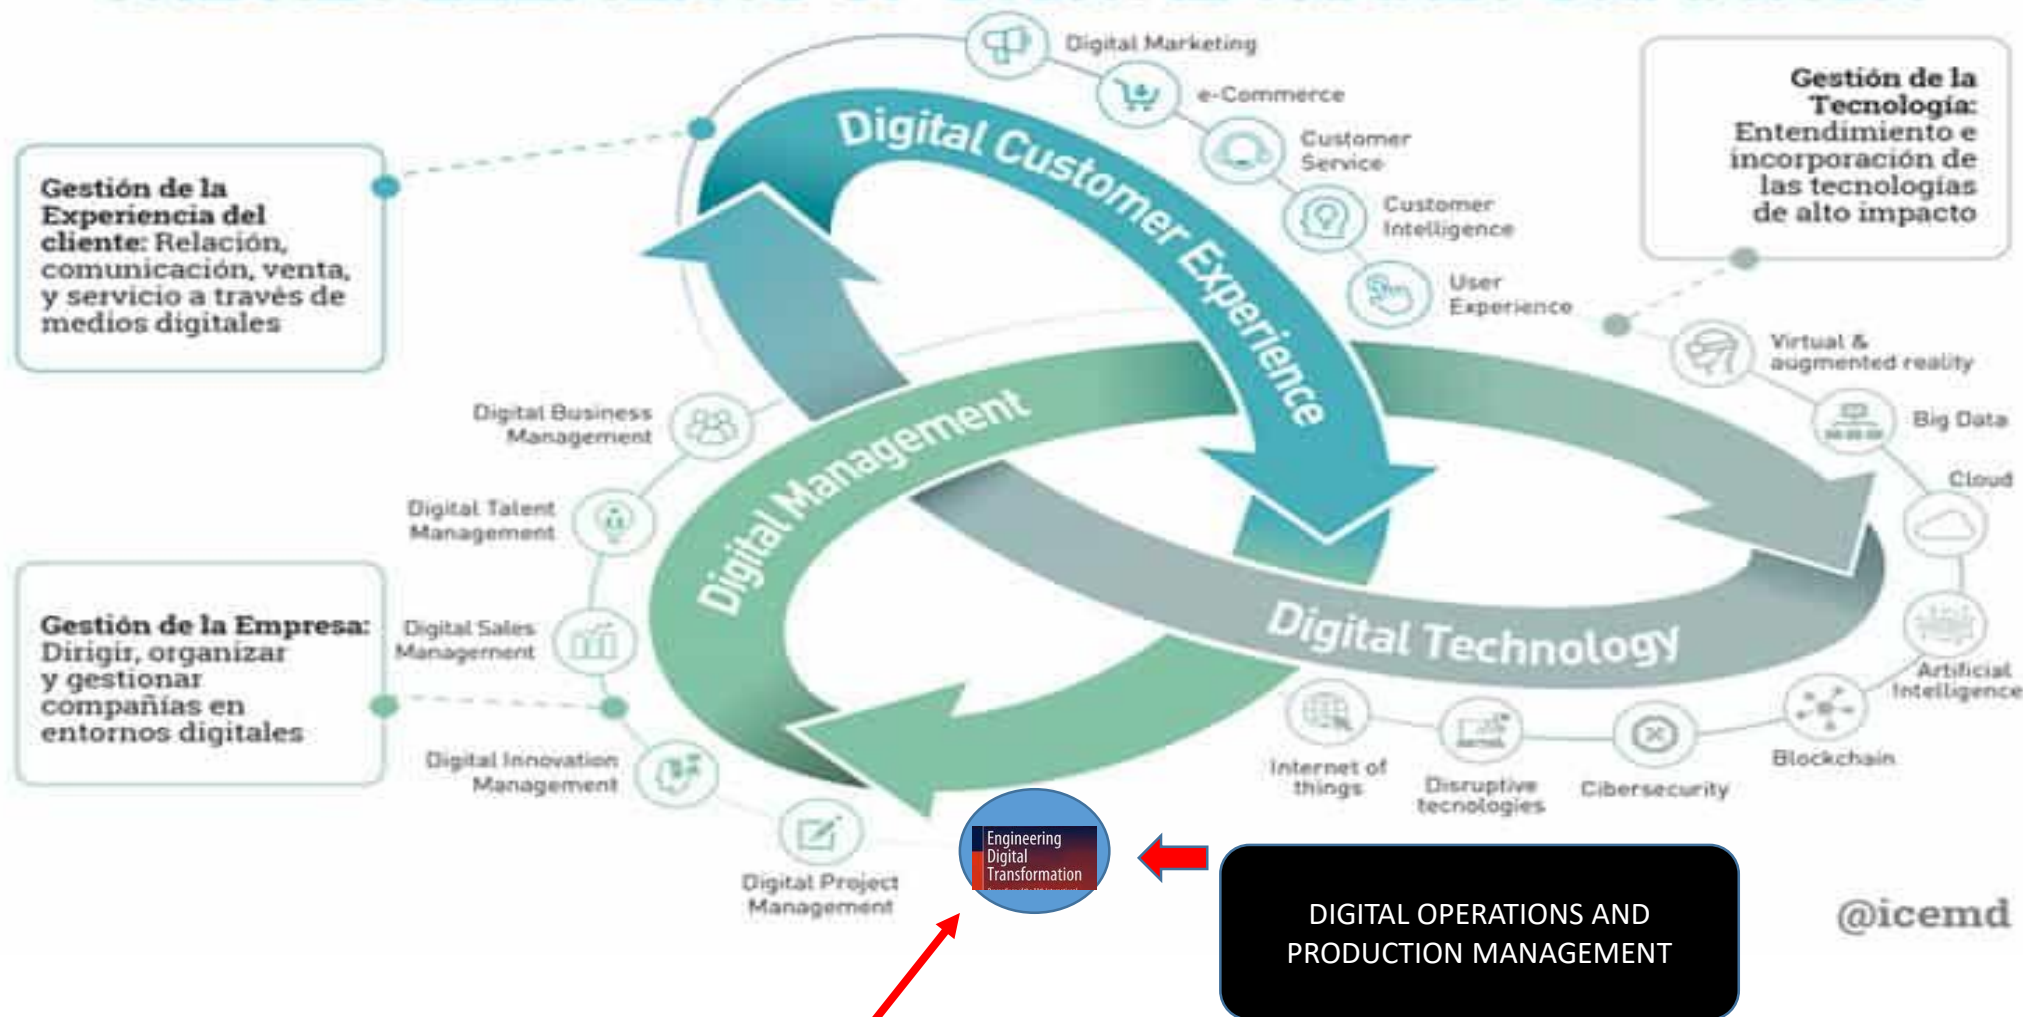 Digital Marketing
e-Commerce
Customer
Service
Customer
Intelligence
User
Experience
Gestión de la
Tecnología:
Entendimiento e
incorporación de
las tecnologías
de alto impacto
Gestión de la
Experiencia del
cliente: Relación,
comunicación, venta,
y servicio a través de
medios digitales
Digital Customer Experience
Virtual &
augmented reality
Big Data
Cloud
Artificial
Intelligence
Blockchain
Cibersecurity
Disruptive
tecnologies
Internet of
things
Digital Technology
Digital Management
Digital Business
Management
Digital Talent
Management
Digital Sales
Management
Digital Innovation
Management
Digital Project
Management
Gestión de la Empresa:
Dirigir, organizar
y gestionar
compañías en
entornos digitales
Engineering
Digital
Transformation
DIGITAL OPERATIONS AND
PRODUCTION MANAGEMENT
@icemd